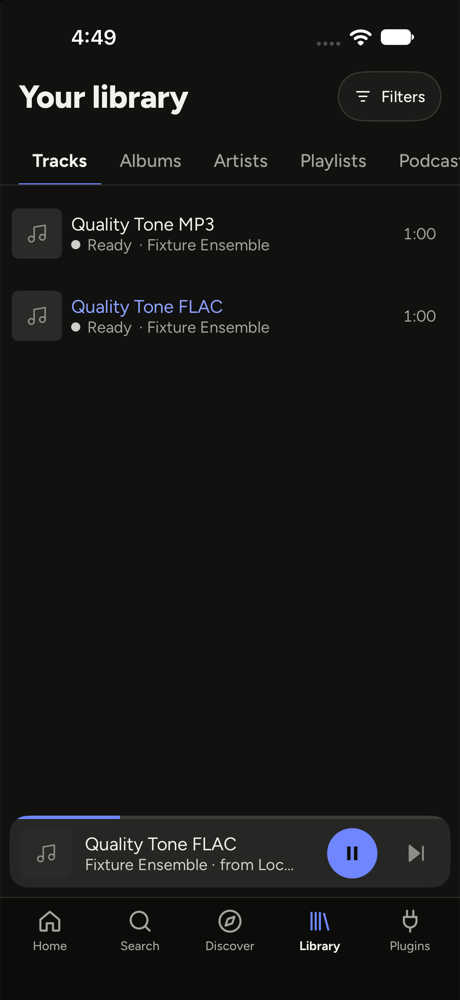 4:49
Your library
Filters
Tracks Albums Artists Playlists Podcas
Quality Tone MP3
Ready · Fixture Ensemble
1:00
Quality Tone FLAC
Ready · Fixture Ensemble
1:00
Quality Tone FLAC
Fixture Ensemble · from Loc...
Home Search Discover Library Plugins